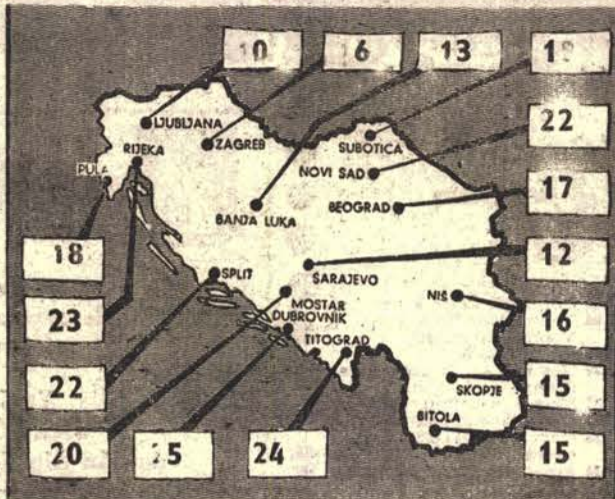 10 16 13
LJUBLJANA
ZAGREB
SUBOTICA
RIJEKA
22
NOVI SAD
PULA
17
BANJA LUKA
BEOGRAD
18
12
SPLIT
SARAJEVO
23
MOSTAR
NIŠ
16
DUBROVNIK
TITOGRAD
22
15
SKOPJE
BITOLA
20 24 15